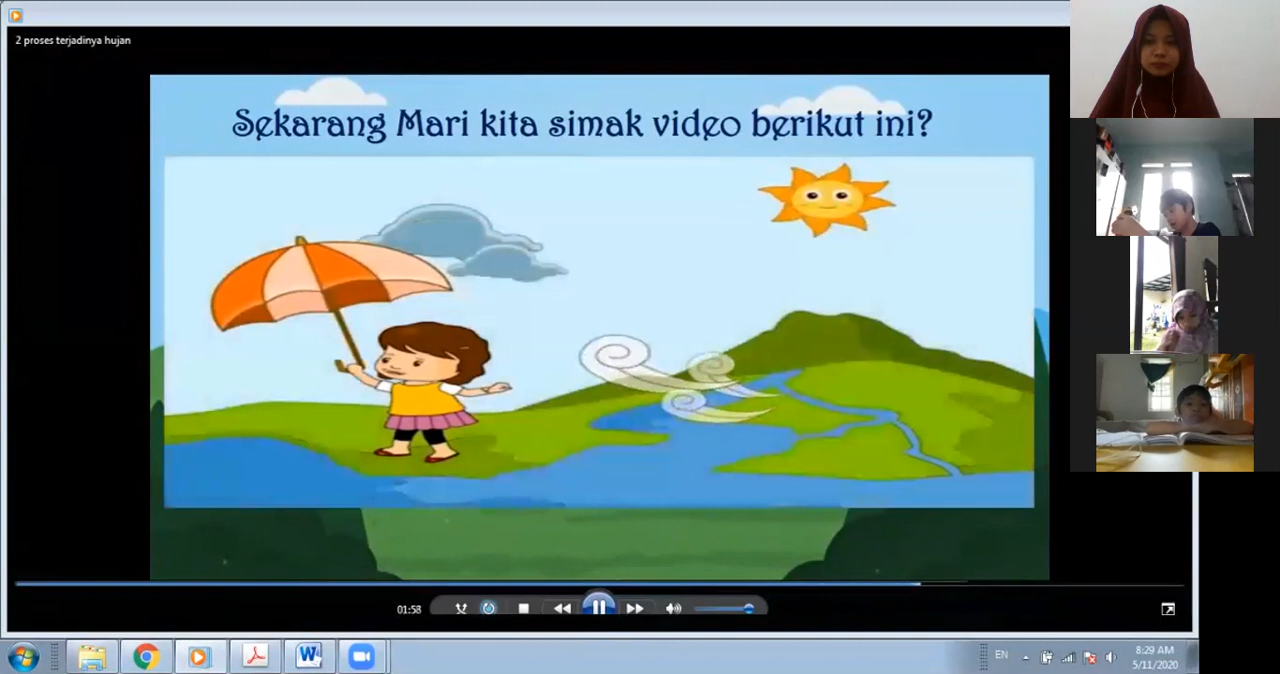 2 proses terjadinya hujan
Sekarang Mari kita simak video berikut ini?
01:58
EN
8:29 AM
5/11/2020